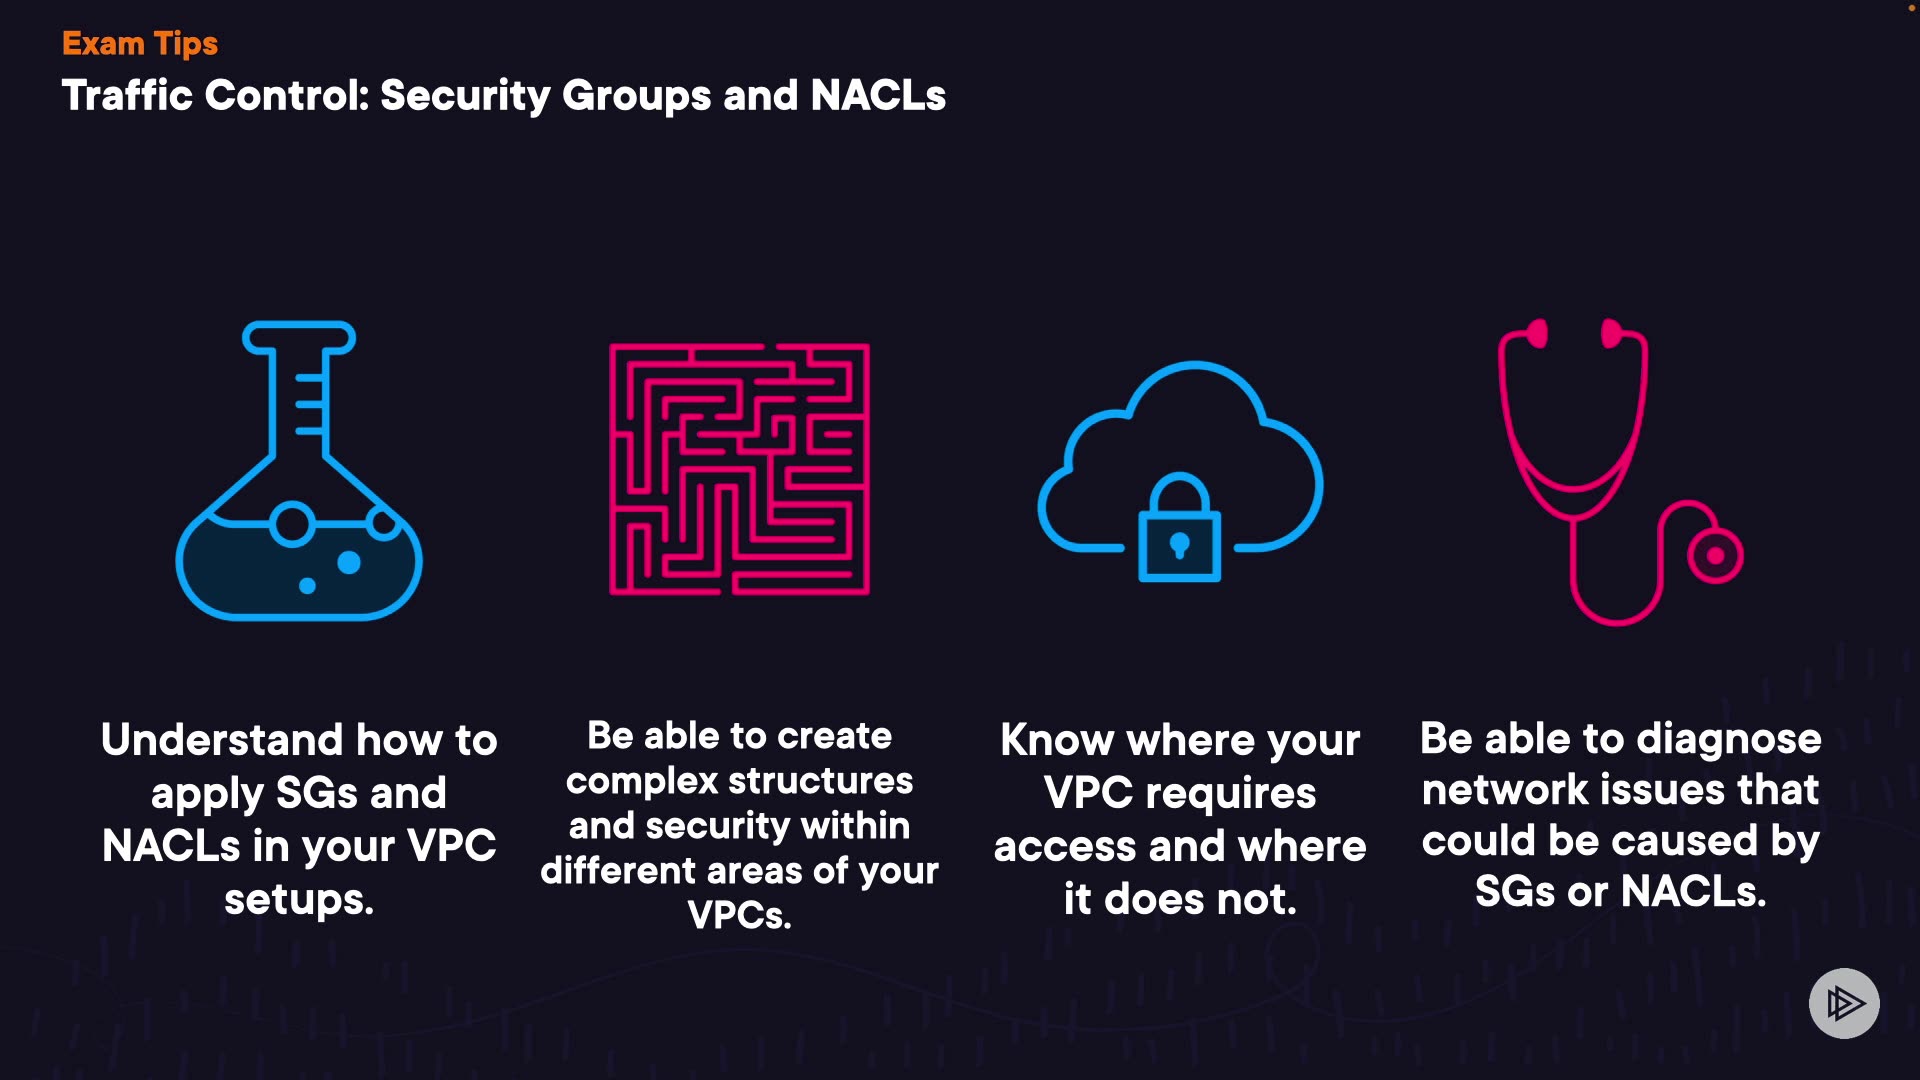 Exam Tips
Traffic Control: Security Groups and NACLs
Understand how to
apply SGs and
NACLs in your VPC
setups.
Be able to create
complex structures
and security within
different areas of your
VPCs.
Know where your
VPC requires
access and where
it does not.
Be able to diagnose
network issues that
could be caused by
SGs or NACLs.